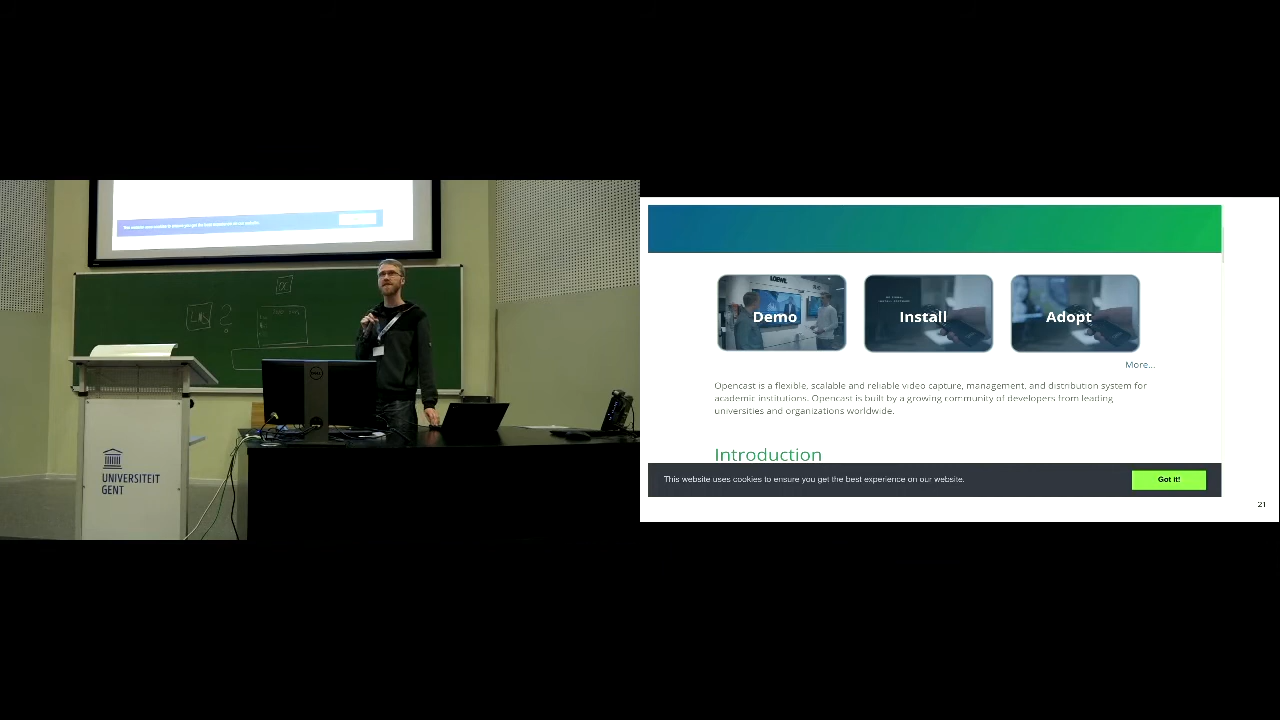 UNIVERSITEIT
GENT
DELL
Demo
Install
Adopt
More...
Opencast is a flexible, scalable and reliable video capture, management, and distribution system for
academic institutions. Opencast is built by a growing community of developers from leading
universities and organizations worldwide.
Introduction
This website uses cookies to ensure you get the best experience on our website.
Got it!
21